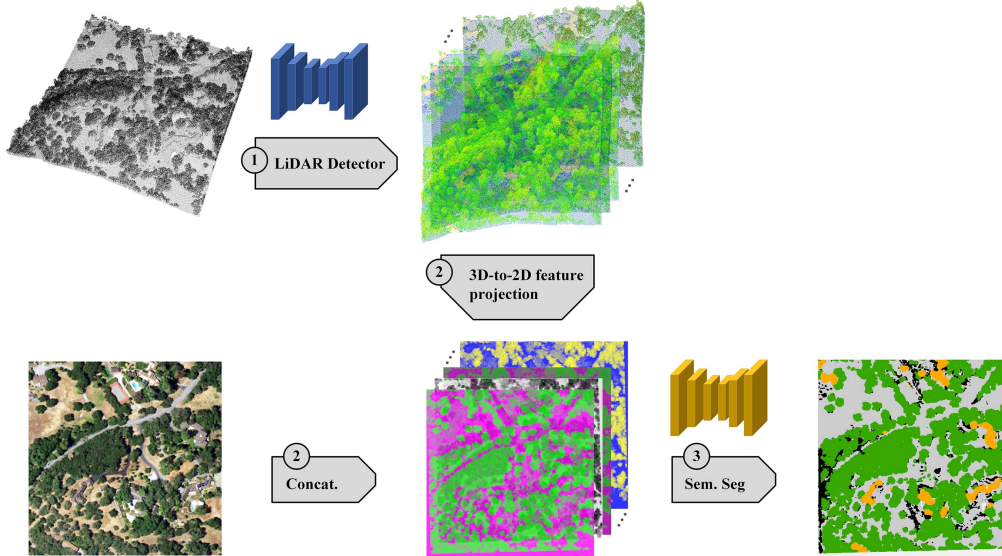 1
LiDAR Detector
2
3D-to-2D feature
projection
2
Concat.
3
Sem. Seg